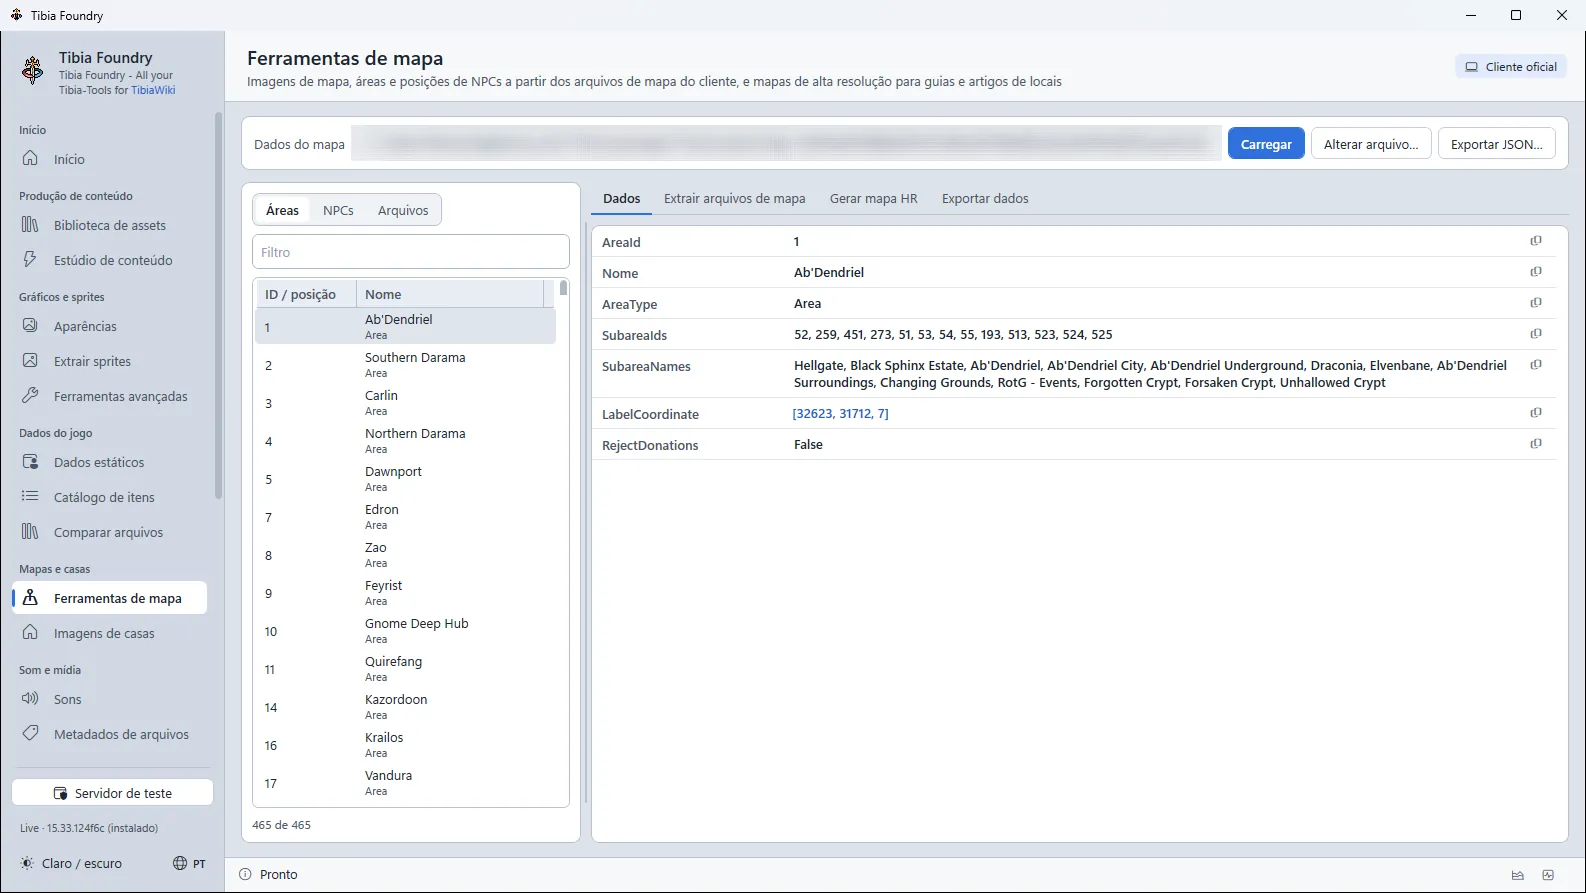 Tibia Foundry
Tibia Foundry
Tibia Foundry - All your
Tibia-Tools for TibiaWiki
Início
Início
Produção de conteúdo
Biblioteca de assets
Estúdio de conteúdo
Gráficos e sprites
Aparências
Extrair sprites
Ferramentas avançadas
Dados do jogo
Dados estáticos
Catálogo de itens
Comparar arquivos
Mapas e casas
Ferramentas de mapa
Imagens de casas
Som e mídia
Sons
Metadados de arquivos
Servidor de teste
Live · 15.33.124f6c (instalado)
Claro / escuro PT
Ferramentas de mapa
Imagens de mapa, áreas e posições de NPCs a partir dos arquivos de mapa do cliente, e mapas de alta resolução para guias e artigos de locais
Cliente oficial
Dados do mapa
Carregar Alterar arquivo... Exportar JSON...
Áreas NPCs Arquivos
Filtro
ID / posição Nome
1 Ab'Dendriel
Area
2 Southern Darama
Area
3 Carlin
Area
4 Northern Darama
Area
5 Dawnport
Area
7 Edron
Area
8 Zao
Area
9 Feyrist
Area
10 Gnome Deep Hub
Area
11 Quirefang
Area
14 Kazordoon
Area
16 Krailos
Area
17 Vandura
Area
465 de 465
Dados Extrair arquivos de mapa Gerar mapa HR Exportar dados
AreaId 1
Nome Ab'Dendriel
AreaType Area
SubareaIds 52, 259, 451, 273, 51, 53, 54, 55, 193, 513, 523, 524, 525
SubareaNames Hellgate, Black Sphinx Estate, Ab'Dendriel, Ab'Dendriel City, Ab'Dendriel Underground, Draconia, Elvenbane, Ab'Dendriel
Surroundings, Changing Grounds, RotG - Events, Forgotten Crypt, Forsaken Crypt, Unhallowed Crypt
LabelCoordinate [32623, 31712, 7]
RejectDonations False
Pronto